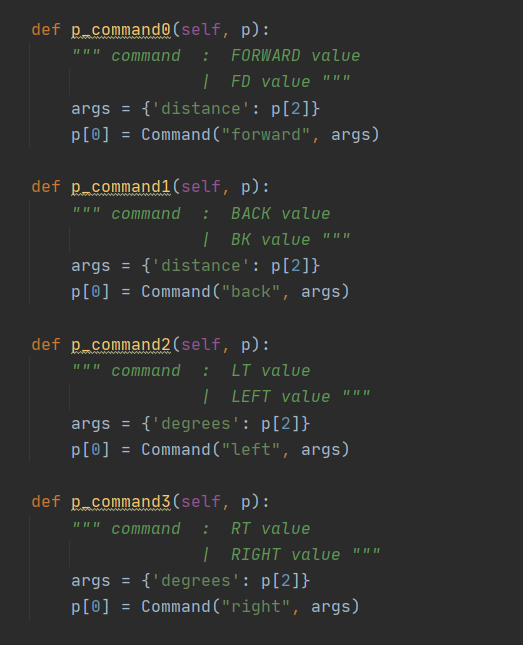 def p_command0(self, p):
""" command  :  FORWARD value
|  FD value """
args = {'distance': p[2]}
p[0] = Command("forward", args)
def p_command1(self, p):
""" command  :  BACK value
|  BK value """
args = {'distance': p[2]}
p[0] = Command("back", args)
def p_command2(self, p):
""" command  :  LT value
|  LEFT value """
args = {'degrees': p[2]}
p[0] = Command("left", args)
def p_command3(self, p):
""" command  :  RT value
|  RIGHT value """
args = {'degrees': p[2]}
p[0] = Command("right", args)